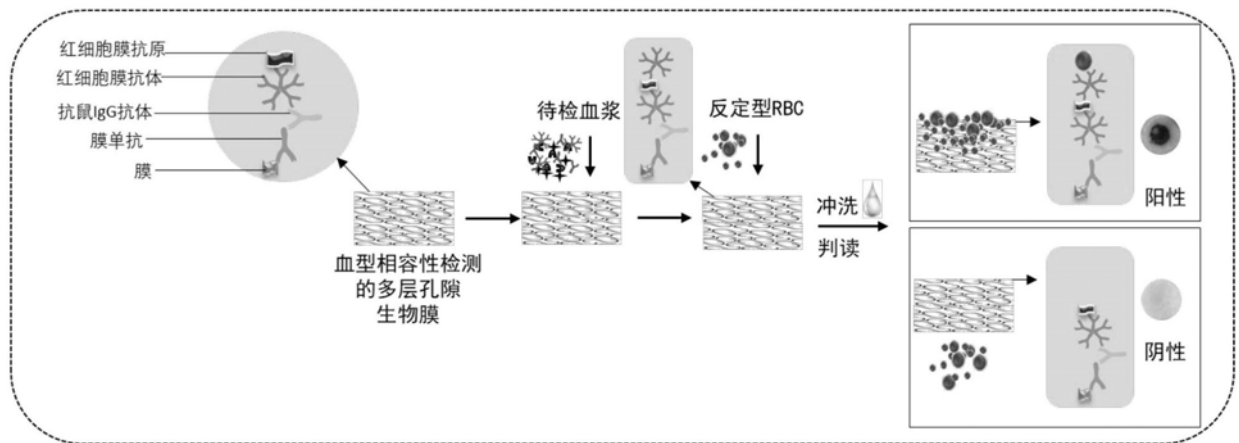 红细胞膜抗原
红细胞膜抗体
抗鼠IgG抗体
膜单抗
膜
血型相容性检测
的多层孔隙
生物膜
待检血浆
反定型RBC
冲洗
判读
阳性
阴性